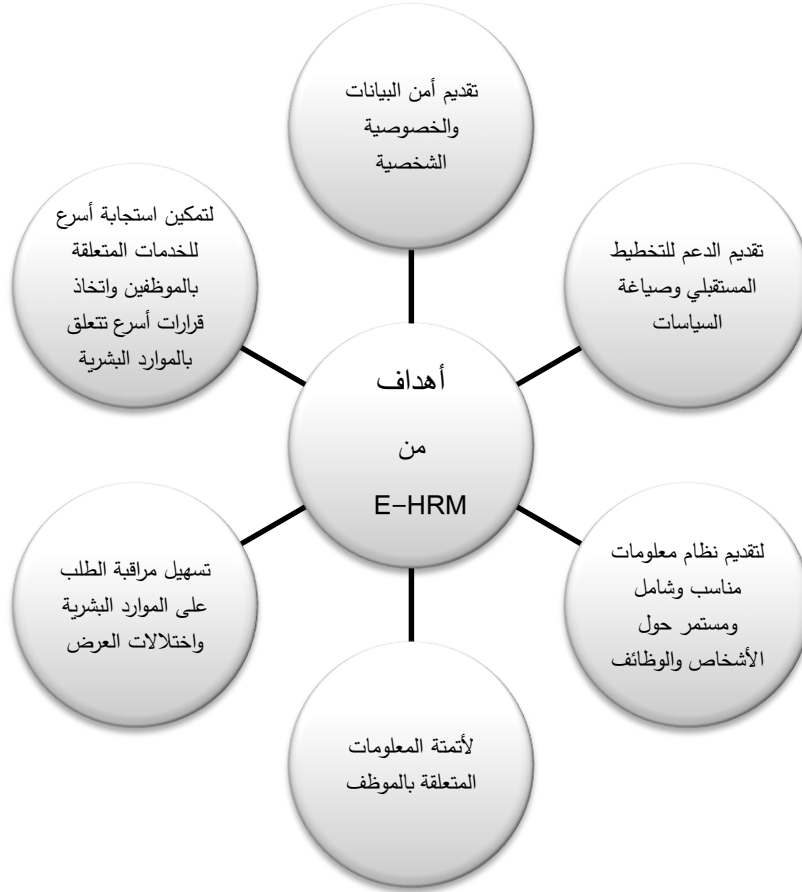 تقديم أمن البيانات
والخصوصية
الشخصية
تقديم الدعم للتخطيط
المستقبلي وصياغة
السياسات
لتقديم نظام معلومات
مناسب وشامل
ومستمر حول
الأشخاص والوظائف
لأتمتة المعلومات
المتعلقة بالموظف
تسهيل مراقبة الطلب
على الموارد البشرية
واختلالات العرض
لتمكين استجابة أسرع
للخدمات المتعلقة
بالموظفين واتخاذ
قرارات أسرع تتعلق
بالموارد البشرية
أهداف
من
E-HRM